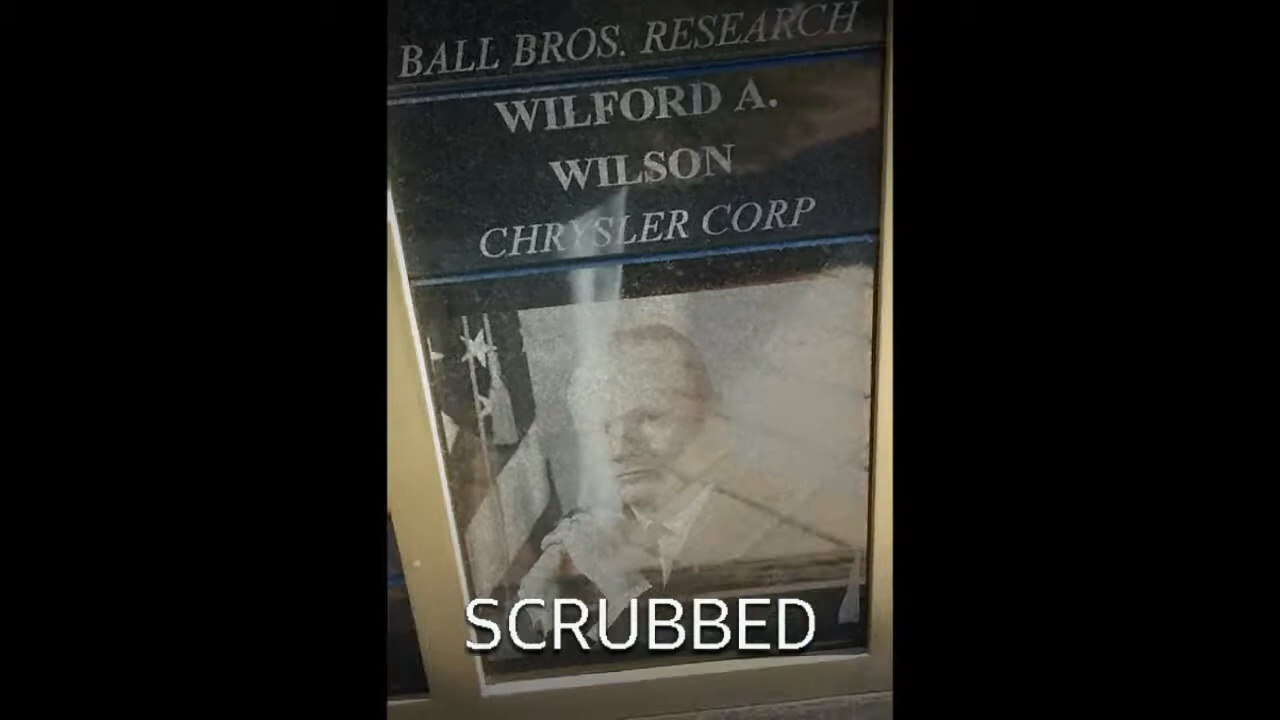 BALL BROS. RESEARCH
WILFORD A.
WILSON
CHRYSLER CORP
SCRUBBED